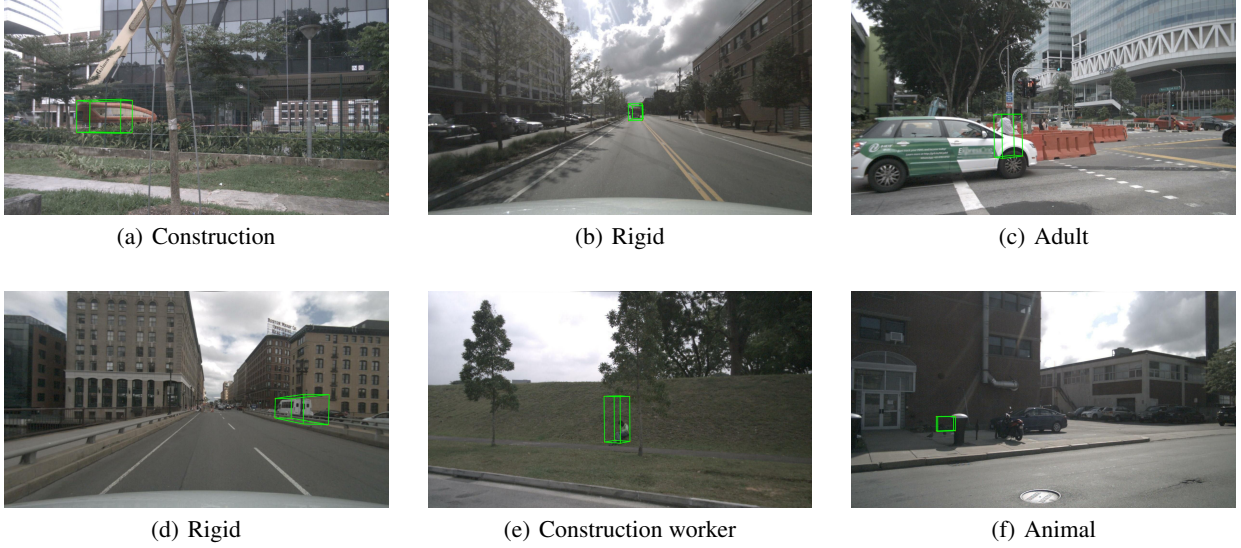 (a) Construction
(b) Rigid
(c) Adult
(d) Rigid
(e) Construction worker
(f) Animal